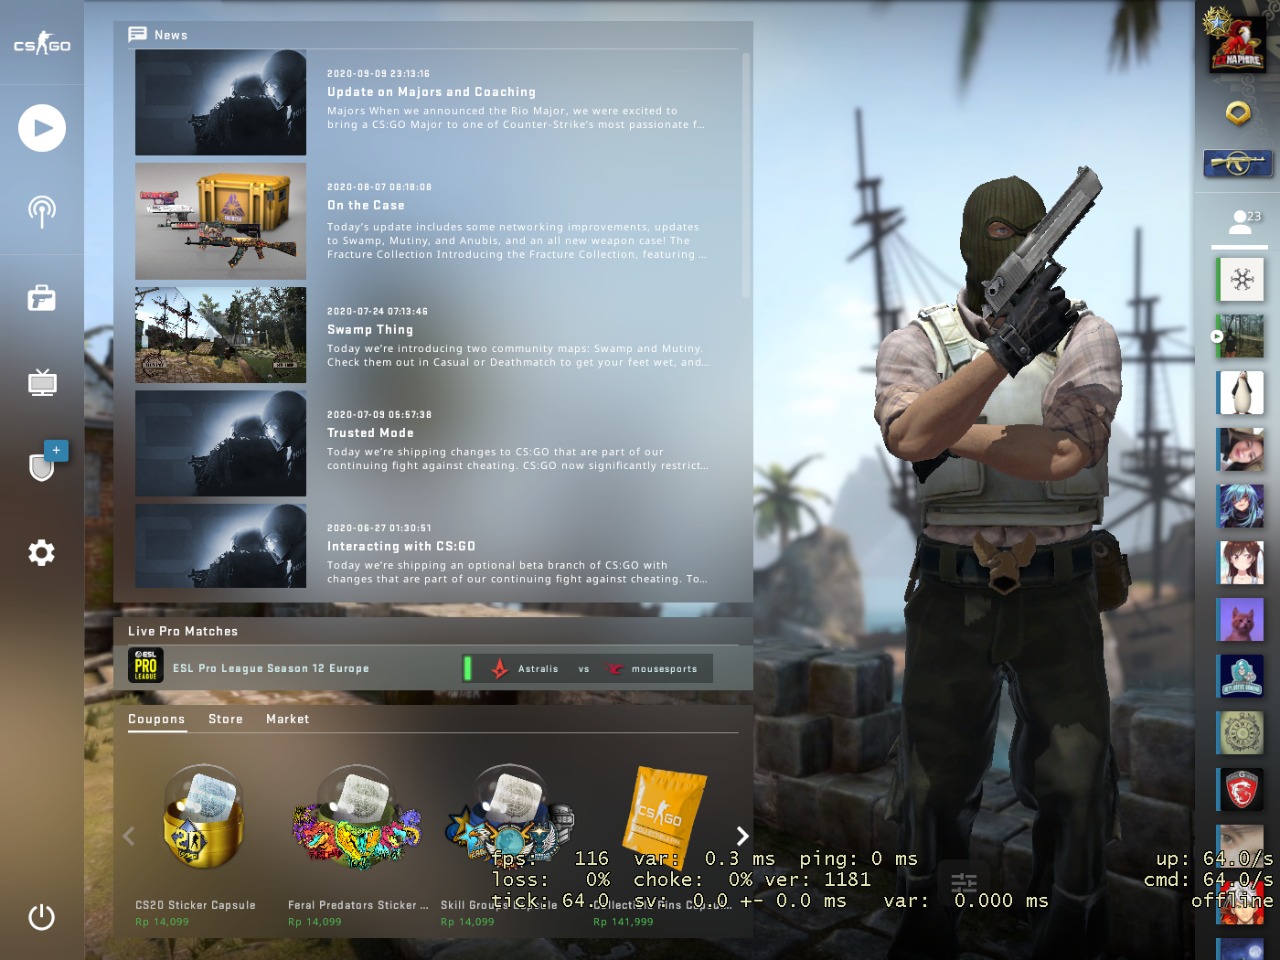 CS GO
News
2020-09-09 23:13:16
Update on Majors and Coaching
Majors When we announced the Rio Major, we were excited to
bring a CS:GO Major to one of Counter-Strike's most passionate f...
2020-08-07 08:18:08
On the Case
Today's update includes some networking improvements, updates
to Swamp, Mutiny, and Anubis, and an all new weapon case! The
Fracture Collection Introducing the Fracture Collection, featuring ...
2020-07-24 07:13:46
Swamp Thing
Today we're introducing two community maps: Swamp and Mutiny.
Check them out in Casual or Deathmatch to get your feet wet, and...
2020-07-09 05:57:38
Trusted Mode
Today we're shipping changes to CS:GO that are part of our
continuing fight against cheating. CS:GO now significantly restrict...
2020-06-27 01:30:51
Interacting with CS:GO
Today we're shipping an optional beta branch of CS:GO with
changes that are part of our continuing fight against cheating. To...
Live Pro Matches
ESL PRO LEAGUE
ESL Pro League Season 12 Europe
Astralis vs mousesports
Coupons Store Market
CS GO
CS20 Sticker Capsule
Rp 14,099
Feral Predators Sticker ...
Rp 14,099
Rp 14,099
Rp 141,999
fps: 116 var: 0.3 ms ping: 0 ms
loss: 0% choke: 0% ver: 1181
tick: 64.0 sv: 0.0 +- 0.0 ms var: 0.000 ms
up: 64.0/s
cmd: 64.0/s
offline
23